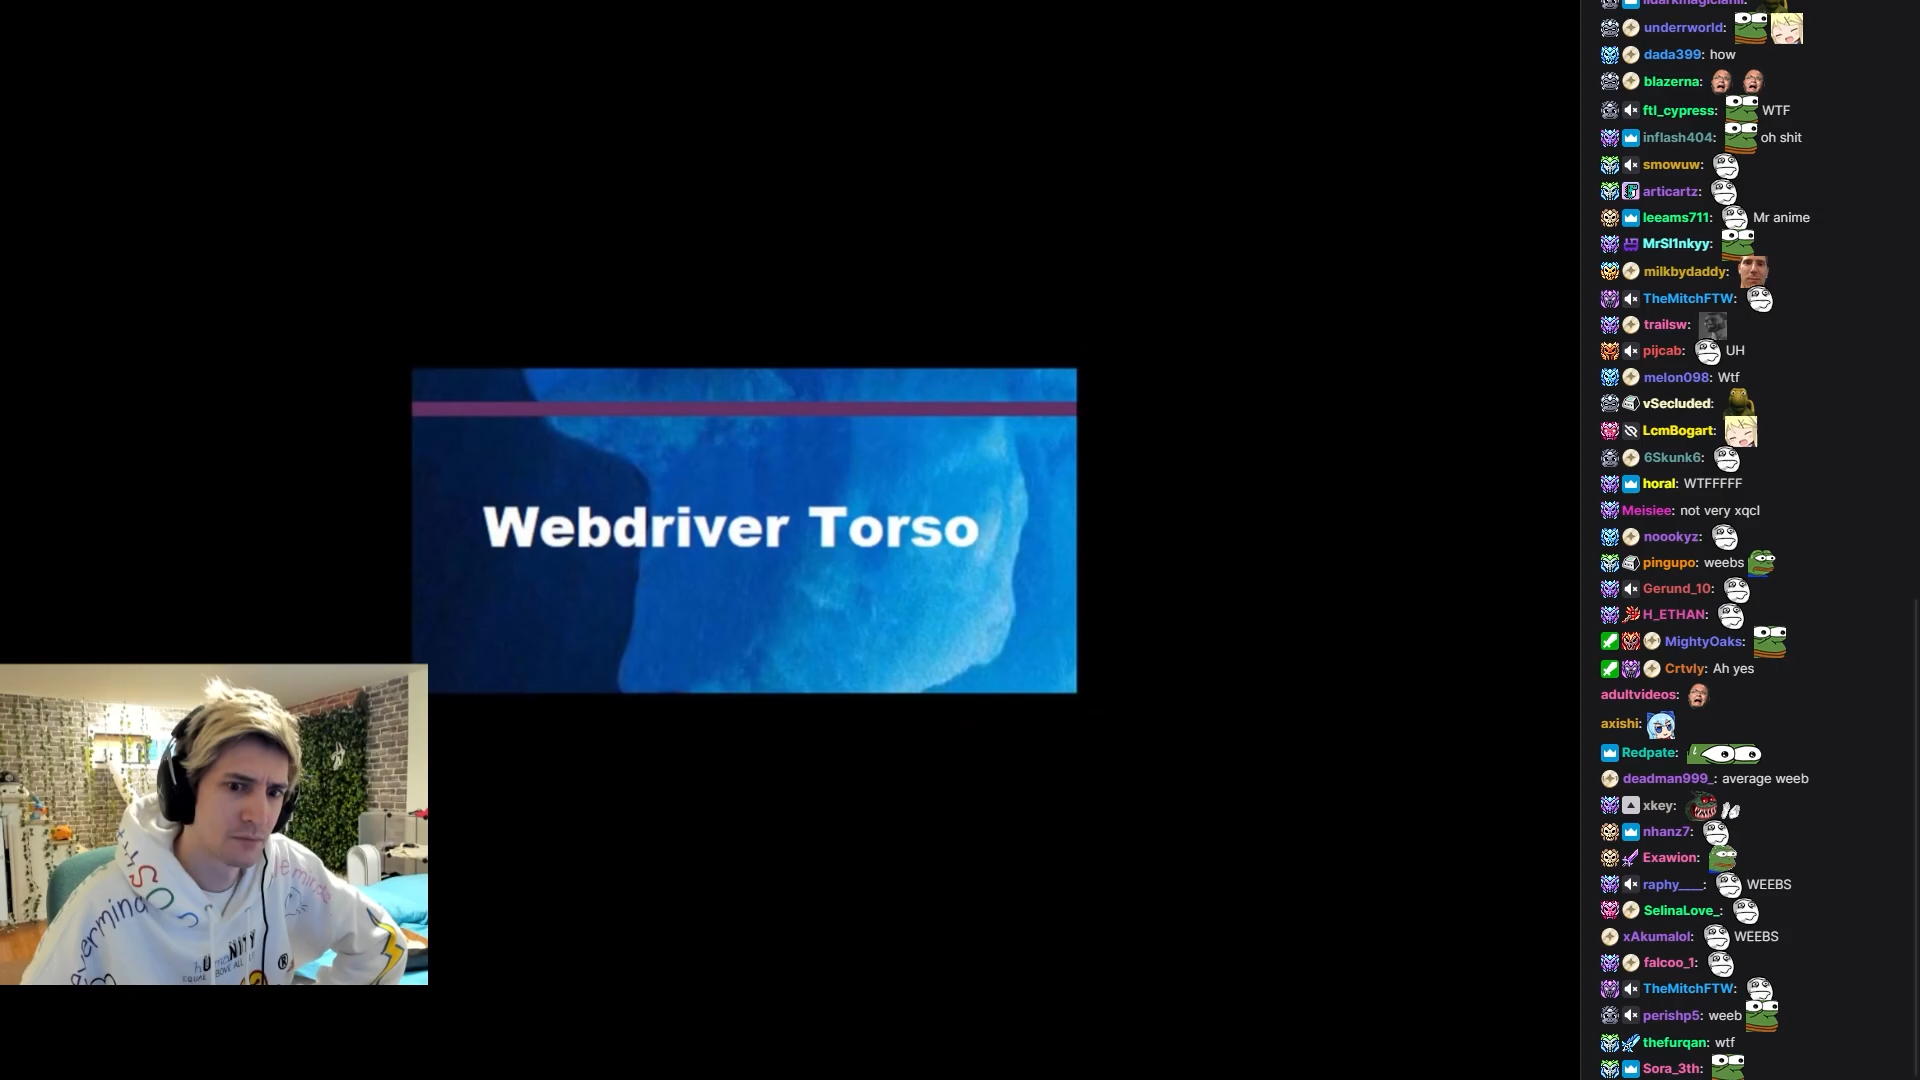 Webdriver Torso
underrworld:
dada399: how
blazerna:
ftl_cypress: WTF
inflash404: oh shit
smowuw:
articartz:
leeams711: Mr anime
MrSl1nkyy:
milkbydaddy:
TheMitchFTW:
trailsw:
pijcab: UH
melon098: Wtf
vSecluded:
LcmBogart:
6Skunk6:
horal: WTFFFFF
Meisiee: not very xqcl
noookyz:
pingupo: weebs
Gerund_10:
H_ETHAN:
MightyOaks:
Crtvly: Ah yes
adultvideos:
axishi:
Redpate:
deadman999_: average weeb
xkey:
nhanz7:
Exawion:
raphy____: WEEBS
SelinaLove_:
xAkumalol: WEEBS
falcoo_1:
TheMitchFTW:
perishp5: weeb
thefurqan: wtf
Sora_3th: